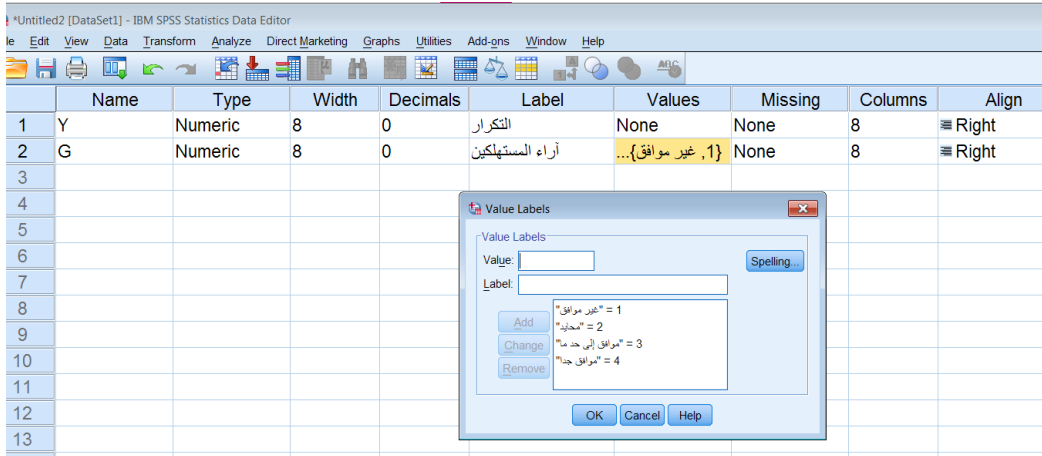 *Untitled2 [DataSet1] - IBM SPSS Statistics Data Editor
Edit View Data Transform Analyze Direct Marketing Graphs Utilities Add-ons Window Help
Name Type Width Decimals Label Values Missing Columns Align
1 Y Numeric 8 0 التكرار None None 8 Right
2 G Numeric 8 0 آراء المستهلكين {1, غير موافق}... None 8 Right
3
4
5
6
7
8
9
10
11
12
13
Value Labels
Value Labels
Value:
Spelling...
Label:
Add
Change
Remove
1 = "غير موافق"
2 = "محايد"
3 = "موافق إلى حد ما"
4 = "موافق جدا"
OK Cancel Help